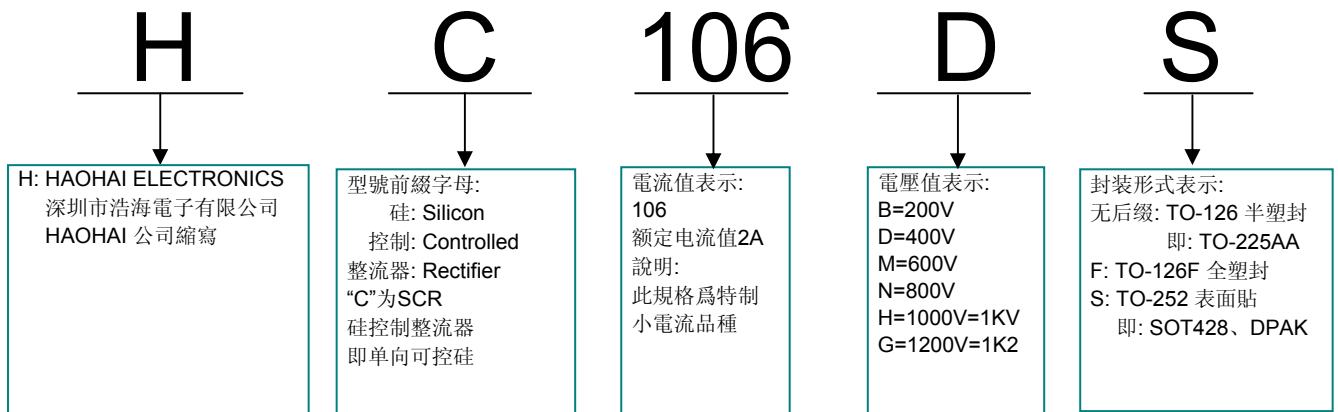 H
C
106
D
S
H: HAOHAI ELECTRONICS
深圳市浩海電子有限公司
HAOHAI 公司縮寫
型號前綴字母:
硅: Silicon
控制: Controlled
整流器: Rectifier
“C”为SCR
硅控制整流器
即单向可控硅
電流值表示:
106
额定电流值2A
說明:
此規格爲特制
小電流品種
電壓值表示:
B=200V
D=400V
M=600V
N=800V
H=1000V=1KV
G=1200V=1K2
封装形式表示:
无后缀: TO-126 半塑封
即: TO-225AA
F: TO-126F 全塑封
S: TO-252 表面貼
即: SOT428、DPAK